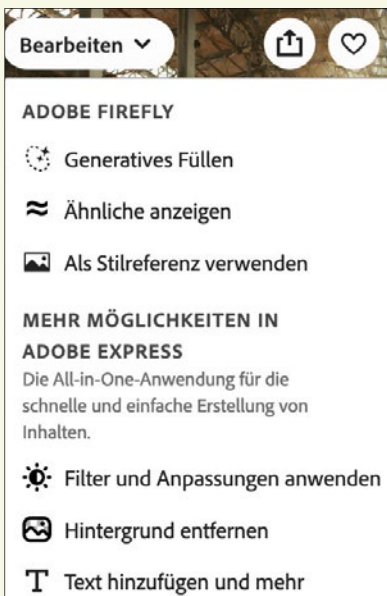 Bearbeiten
ADOBE FIREFLY
Generatives Füllen
Ähnliche anzeigen
Als Stilreferenz verwenden
MEHR MÖGLICHKEITEN IN
ADOBE EXPRESS
Die All-in-One-Anwendung für die
schnelle und einfache Erstellung von
Inhalten.
Filter und Anpassungen anwenden
Hintergrund entfernen
Text hinzufügen und mehr